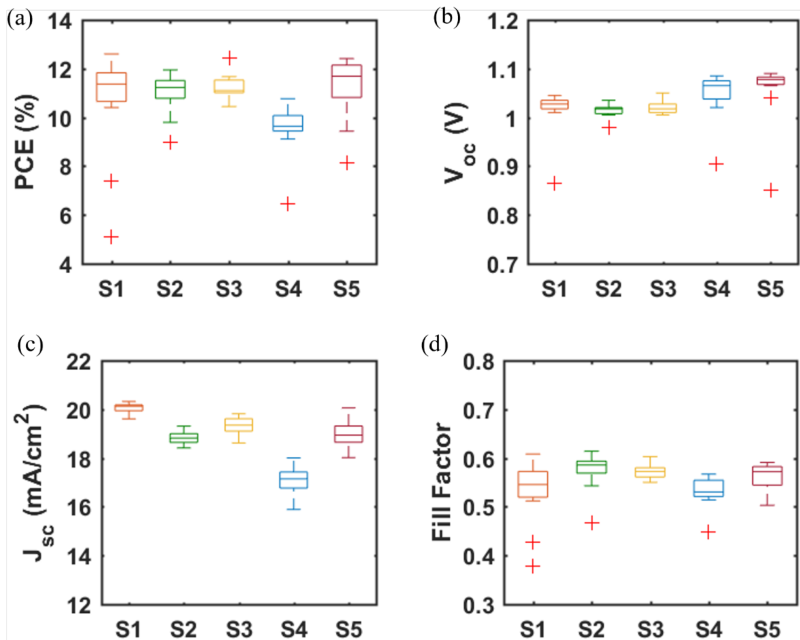 (a)
14
12
10
8
6
4
PCE (%)
S1 S2 S3 S4 S5
(b)
1.2
1.1
1
0.9
0.8
0.7
Voc (V)
S1 S2 S3 S4 S5
(c)
22
20
18
16
14
12
Jsc (mA/cm²)
S1 S2 S3 S4 S5
(d)
0.8
0.7
0.6
0.5
0.4
0.3
Fill Factor
S1 S2 S3 S4 S5